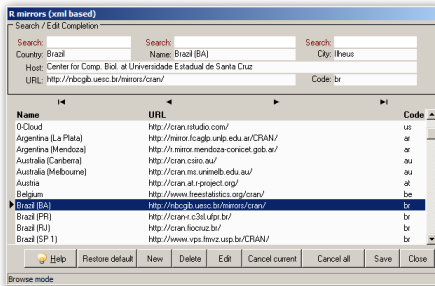 R mirrors (xml based)
Search / Edit Completion
Search: Search: Search:
Country: Brazil Name: Brazil (BA) City: Ilheus
Host: Center for Comp. Biol. at Universidade Estadual de Santa Cruz
URL: http://nbcgib.uesc.br/mirrors/cran/ Code: br
Name URL Code
0-Cloud http://cran.rstudio.com/ us
Argentina (La Plata) http://mirror.fcaglp.unlp.edu.ar/CRAN/ ar
Argentina (Mendoza) http://r.mirror.mendoza-conicet.gob.ar/ ar
Australia (Canberra) http://cran.csiro.au/ au
Australia (Melbourne) http://cran.ms.unimelb.edu.au/ au
Austria http://cran.at.r-project.org/ at
Belgium http://www.freestatistics.org/cran/ be
Brazil (BA) http://nbcgib.uesc.br/mirrors/cran/ br
Brazil (PR) http://cran-r.c3sl.ufpr.br/ br
Brazil (RJ) http://cran.fiocruz.br/ br
Brazil (SP 1) http://www.vps.fmvz.usp.br/CRAN/ br
Help Restore default New Delete Edit Cancel current Cancel all Save Close
Browse mode